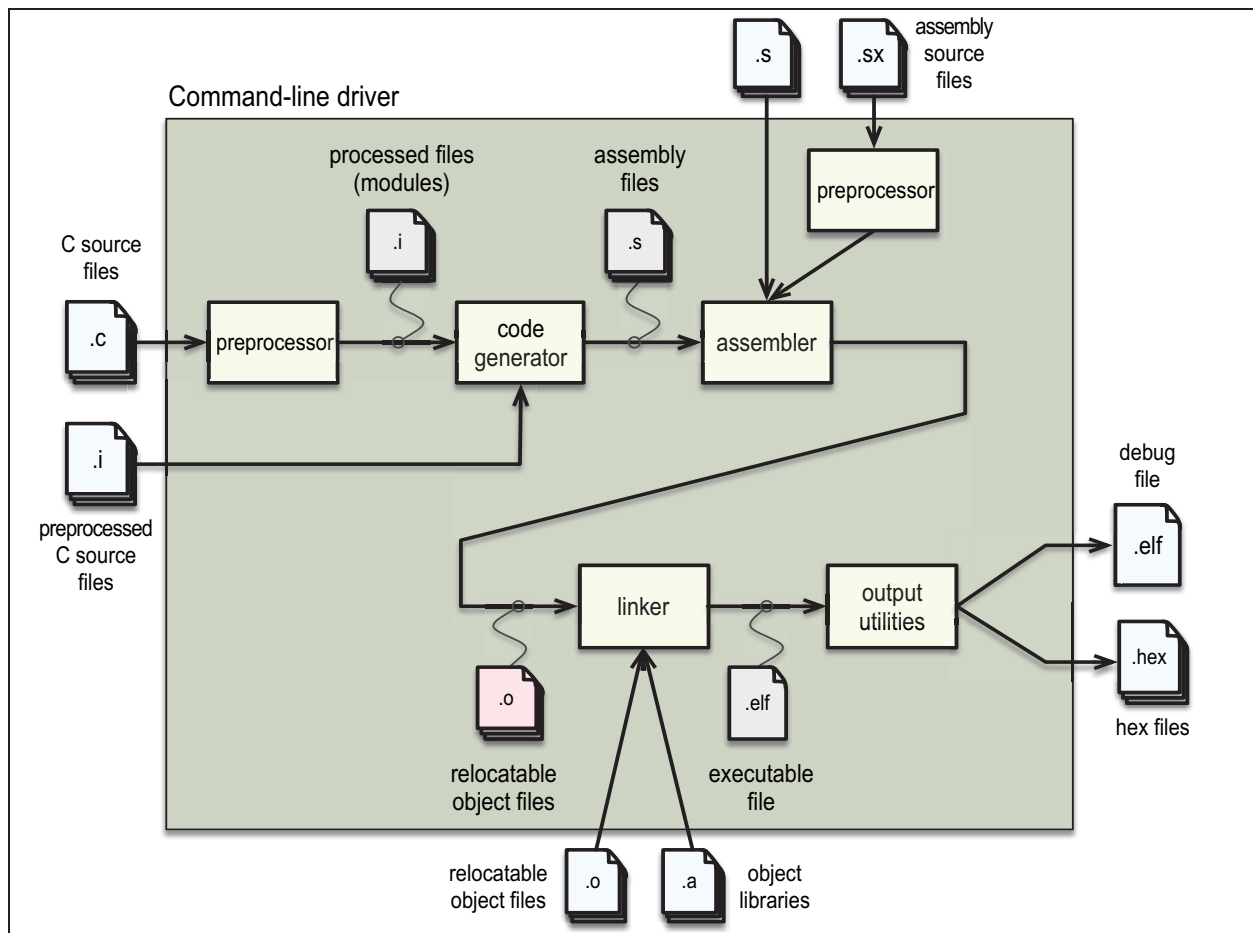 .s
.sx
assembly
source
files
Command-line driver
processed files
(modules)
assembly
files
preprocessor
.i
.s
C source
files
.c
preprocessor
code
generator
assembler
.i
preprocessed
C source
files
debug
file
.elf
linker
output
utilities
.hex
hex files
.o
.elf
relocatable
object files
executable
file
relocatable
object files
.o
.a
object
libraries